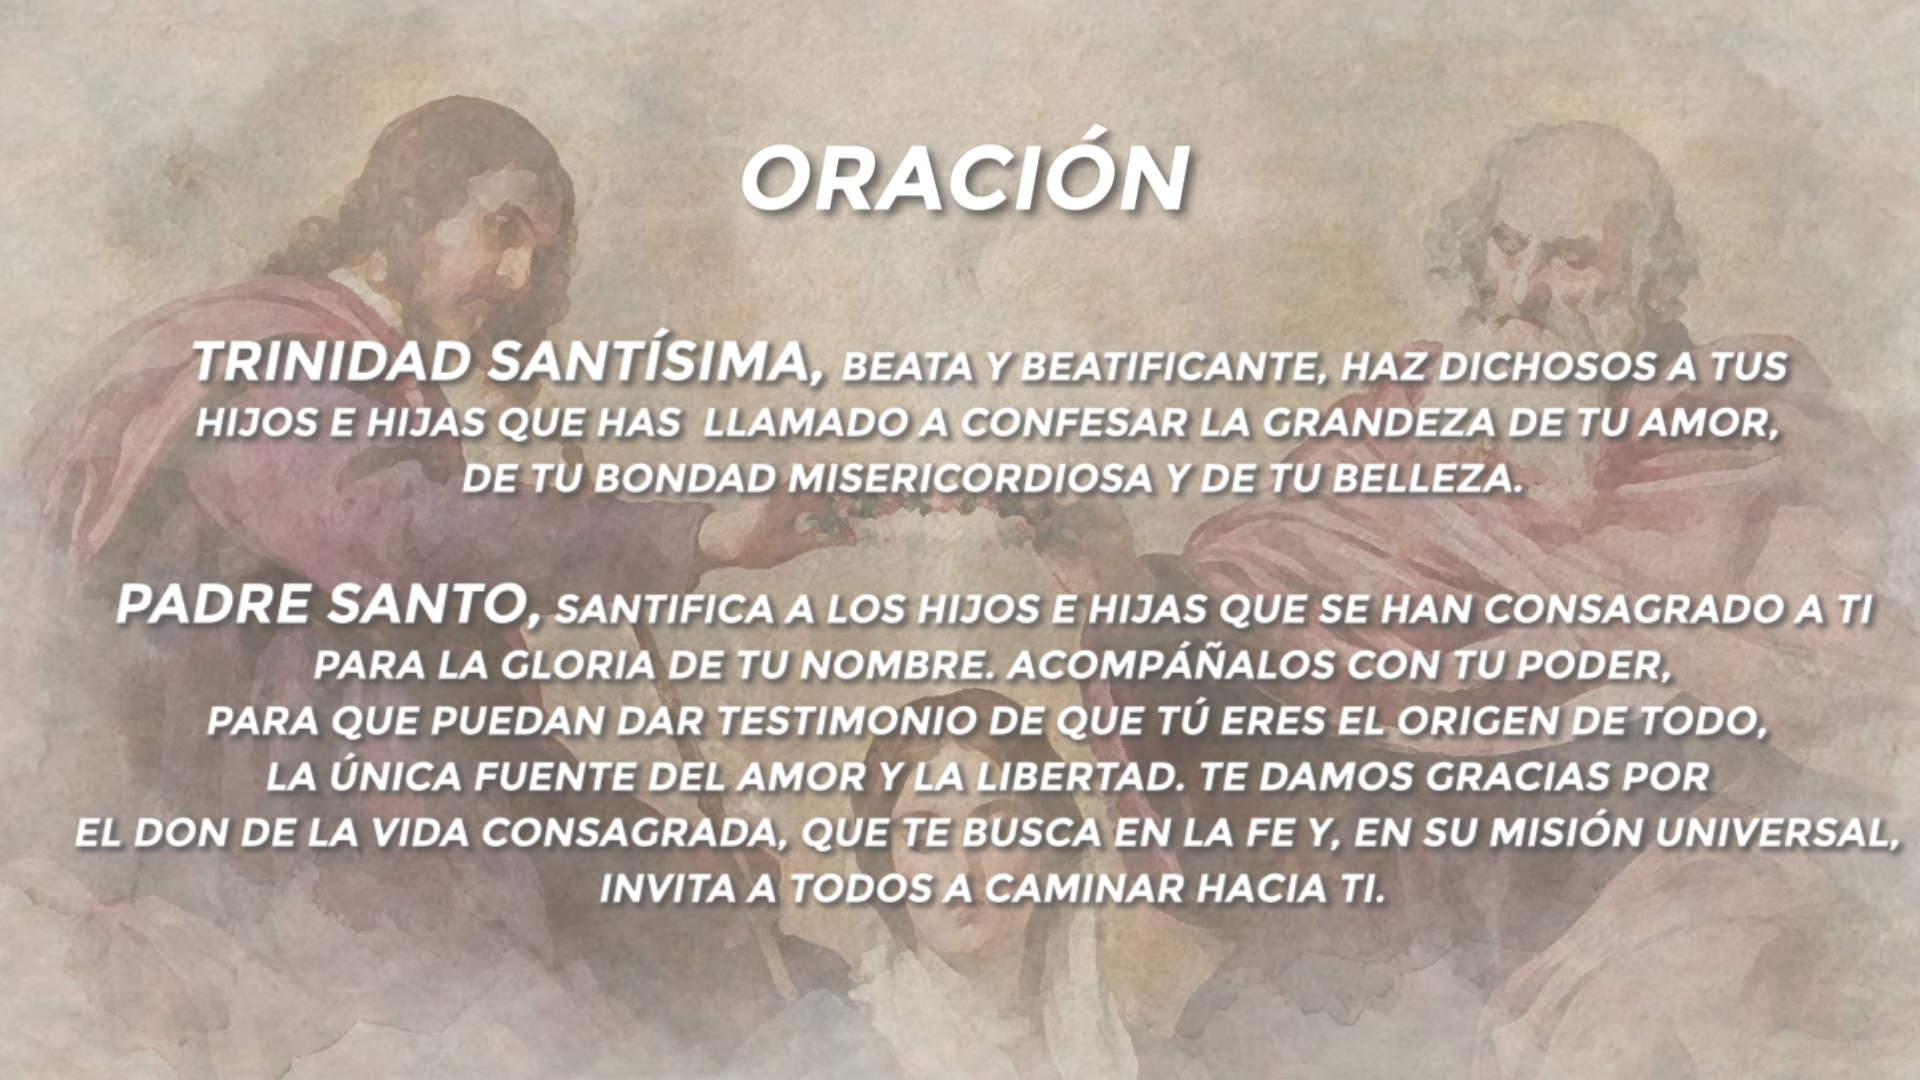 ORACIÓN
TRINIDAD SANTÍSIMA, BEATA Y BEATIFICANTE, HAZ DICHOSOS A TUS
HIJOS E HIJAS QUE HAS LLAMADO A CONFESAR LA GRANDEZA DE TU AMOR,
DE TU BONDAD MISERICORDIOSA Y DE TU BELLEZA.
PADRE SANTO, SANTIFICA A LOS HIJOS E HIJAS QUE SE HAN CONSAGRADO A TI
PARA LA GLORIA DE TU NOMBRE. ACOMPÁÑALOS CON TU PODER,
PARA QUE PUEDAN DAR TESTIMONIO DE QUE TÚ ERES EL ORIGEN DE TODO,
LA ÚNICA FUENTE DEL AMOR Y LA LIBERTAD. TE DAMOS GRACIAS POR
EL DON DE LA VIDA CONSAGRADA, QUE TE BUSCA EN LA FE Y, EN SU MISIÓN UNIVERSAL,
INVITA A TODOS A CAMINAR HACIA TI.